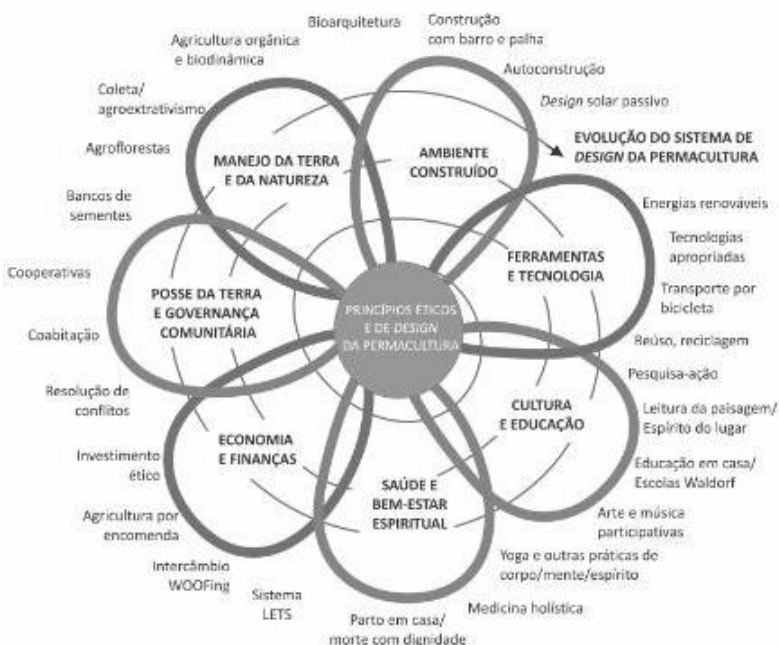 Bioarquitetura
Construção
com barro e palha
Agricultura orgânica
e biodinâmica
Autoconstrução
Coleta/
agroextrativismo
Design solar passivo
Agroflorestas
MANEJO DA TERRA
E DA NATUREZA
AMBIENTE
CONSTRUÍDO
EVOLUÇÃO DO SISTEMA DE
DESIGN DA PERMACULTURA
Bancos de
sementes
Energias renováveis
FERRAMENTAS
E TECNOLOGIA
Tecnologias
apropriadas
Cooperativas
POSSE DA TERRA
E GOVERNANÇA
COMUNITÁRIA
PRINCÍPIOS ÉTICOS
E DE DESIGN
DA PERMACULTURA
Transporte por
bicicleta
Coabitação
Reúso, reciclagem
Pesquisa-ação
Resolução de
conflitos
CULTURA
E EDUCAÇÃO
Leitura da paisagem/
Espírito do lugar
ECONOMIA
E FINANÇAS
Investimento
ético
Educação em casa/
Escolas Waldorf
SAÚDE E
BEM-ESTAR
ESPIRITUAL
Agricultura por
encomenda
Arte e música
participativas
Intercâmbio
WOOFing
Yoga e outras práticas de
corpo/mente/espírito
Sistema
LETS
Medicina holística
Parto em casa/
morte com dignidade